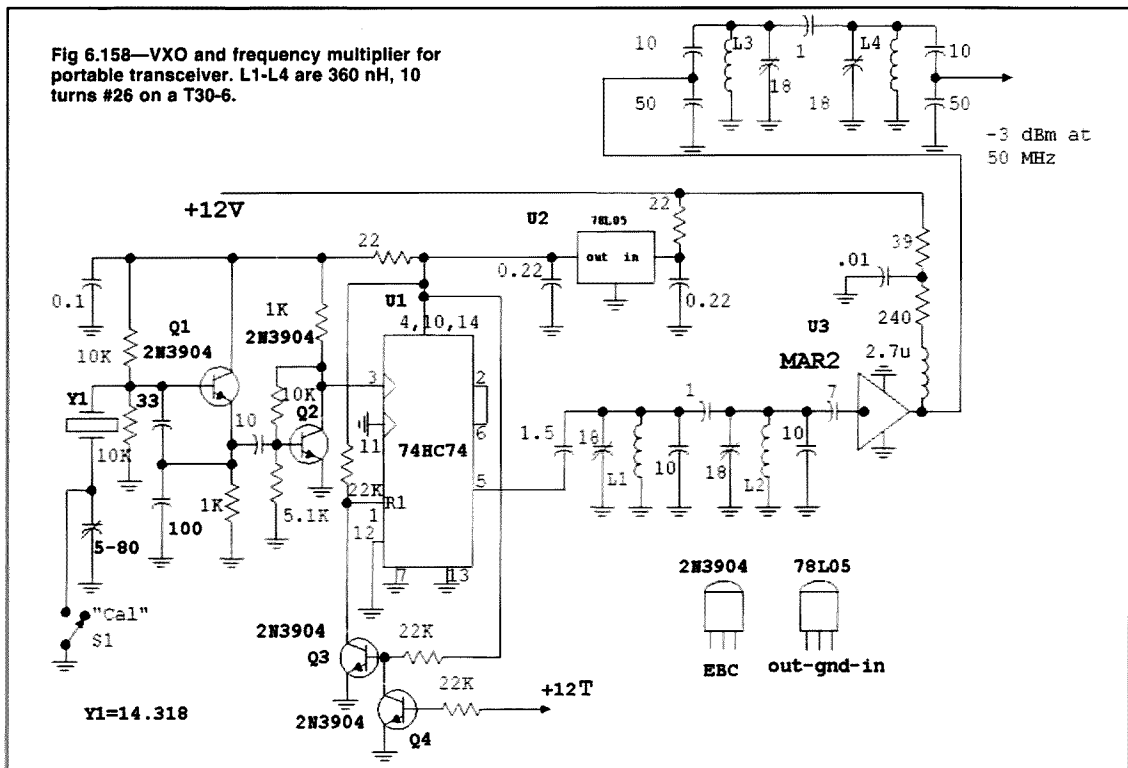 Fig 6.158—VXO and frequency multiplier for
portable transceiver. L1-L4 are 360 nH, 10
turns #26 on a T30-6.
10
L3
1
L4
10
18
50
18
50
-3 dBm at
50 MHz
+12V
22
U2
78L05
out in
22
39
0.1
0.22
0.22
.01
240
U1
4,10,14
1K
2N3904
Q1
2N3904
10K
U3
MAR2
2.7u
Y1
33
10
10K
Q2
3
2
6
11
74HC74
10K
1.5
18
L1
10
1
18
L2
10
7
5
22K
R1
1
12
7
13
1K
5.1K
100
5-80
"Cal"
S1
2N3904
78L05
EBC
out-gnd-in
2N3904
Q3
22K
22K
+12T
2N3904
Q4
Y1=14.318